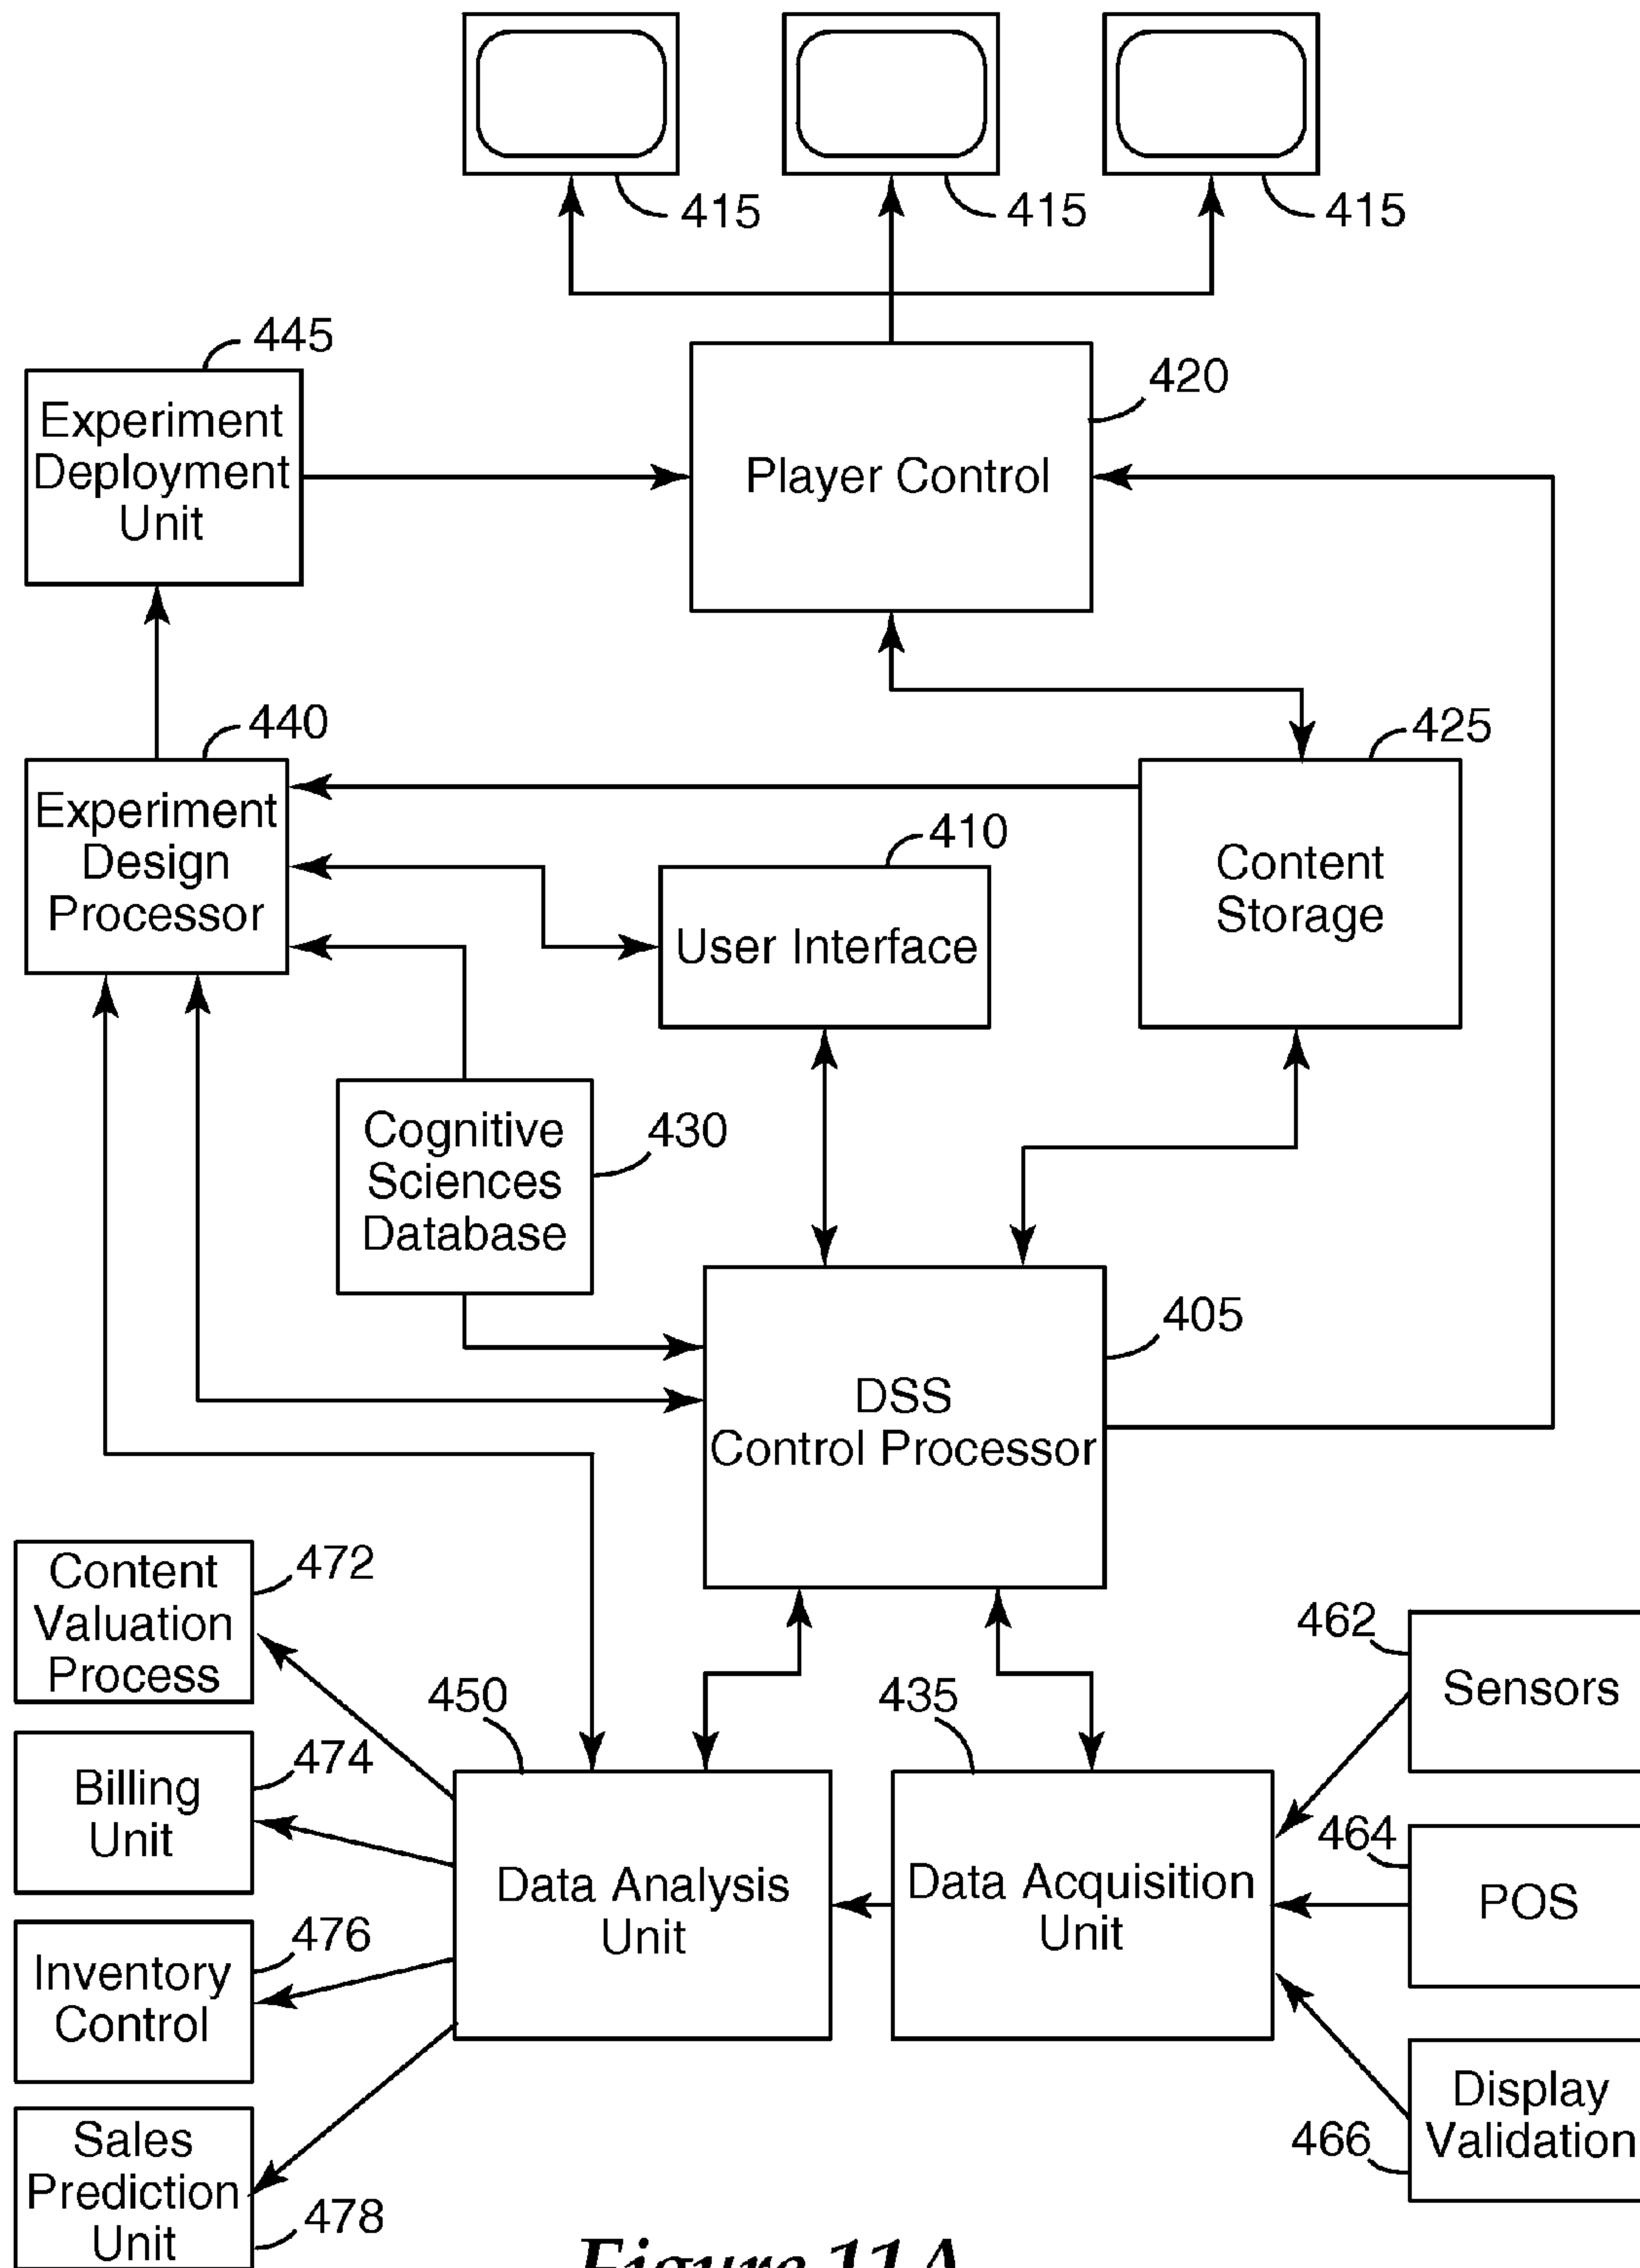 415
415
415
445
Experiment
Deployment
Unit
420
Player Control
440
Experiment
Design
Processor
425
Content
Storage
410
User Interface
Cognitive
Sciences
Database
430
405
DSS
Control Processor
Content
Valuation
Process
472
Billing
Unit
474
Inventory
Control
476
Sales
Prediction
Unit
478
450
Data Analysis
Unit
435
Data Acquisition
Unit
462
Sensors
464
POS
466
Display
Validation
Figure 11A